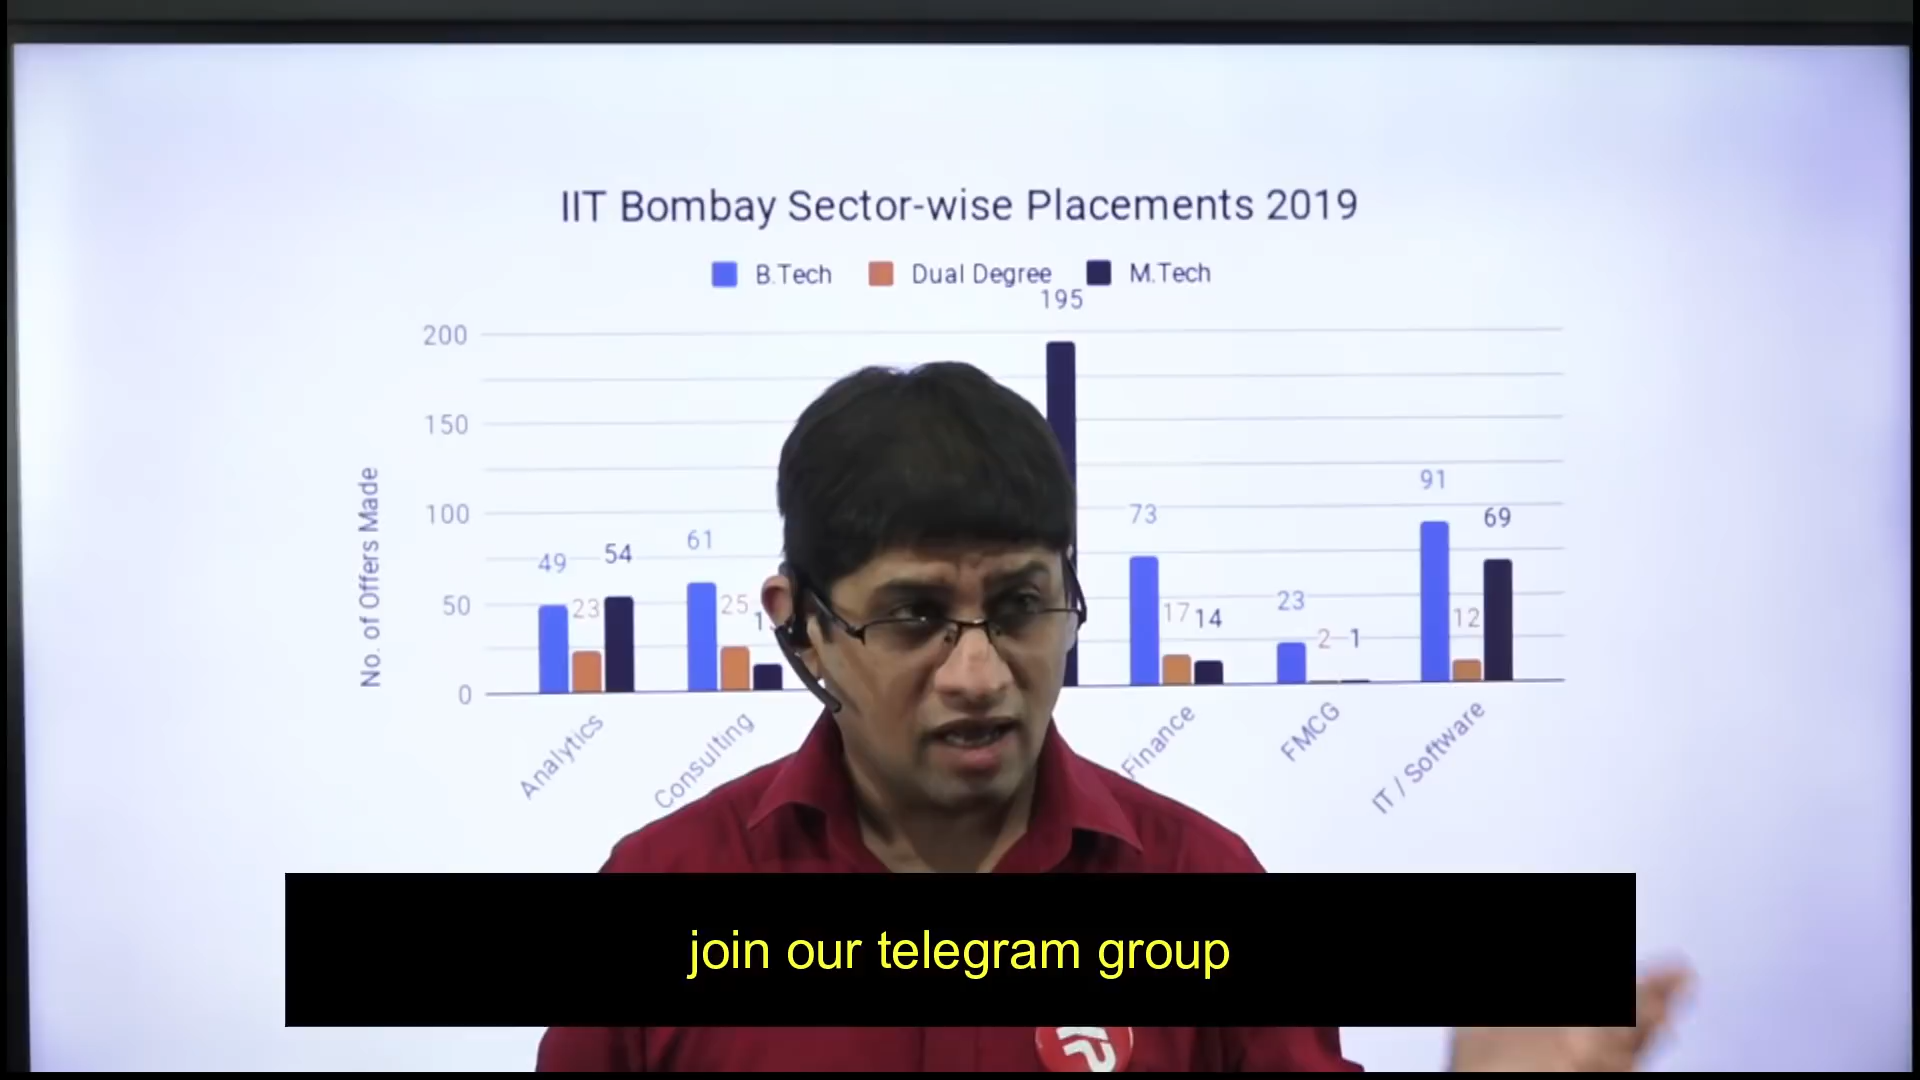 IIT Bombay Sector-wise Placements 2019
B.Tech Dual Degree M.Tech
195
200
150
100
50
0
No. of Offers Made
49 23 54
61 25
73 17 14
23 2 1
91 12 69
Analytics
Consulting
Finance
FMCG
IT / Software
join our telegram group